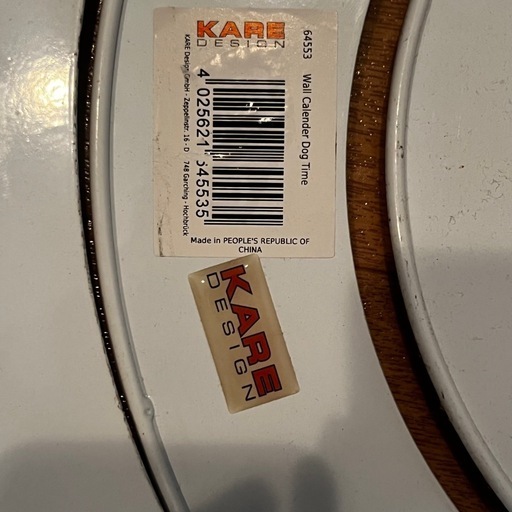 KARE
DESIGN
64553 Wall Calender Dog Time
4 025621 645535
KARE Design GmbH - Zeppelinstr. 16 - D 748 Garching - Hochbrück
Made in PEOPLE'S REPUBLIC OF
CHINA
KARE
DESIGN